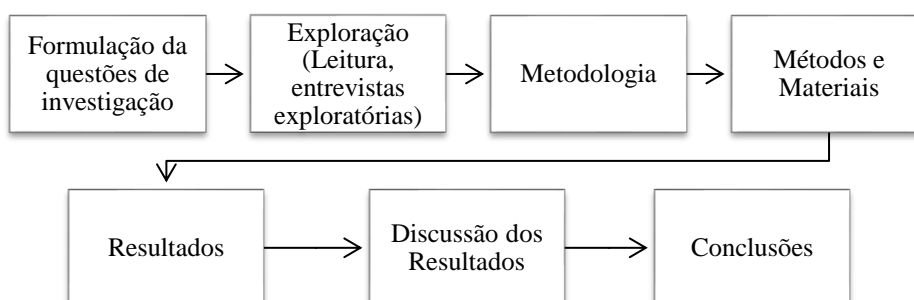 Formulação da
questões de
investigação
Exploração
(Leitura,
entrevistas
exploratórias)
Metodologia
Métodos e
Materiais
Resultados
Discussão dos
Resultados
Conclusões